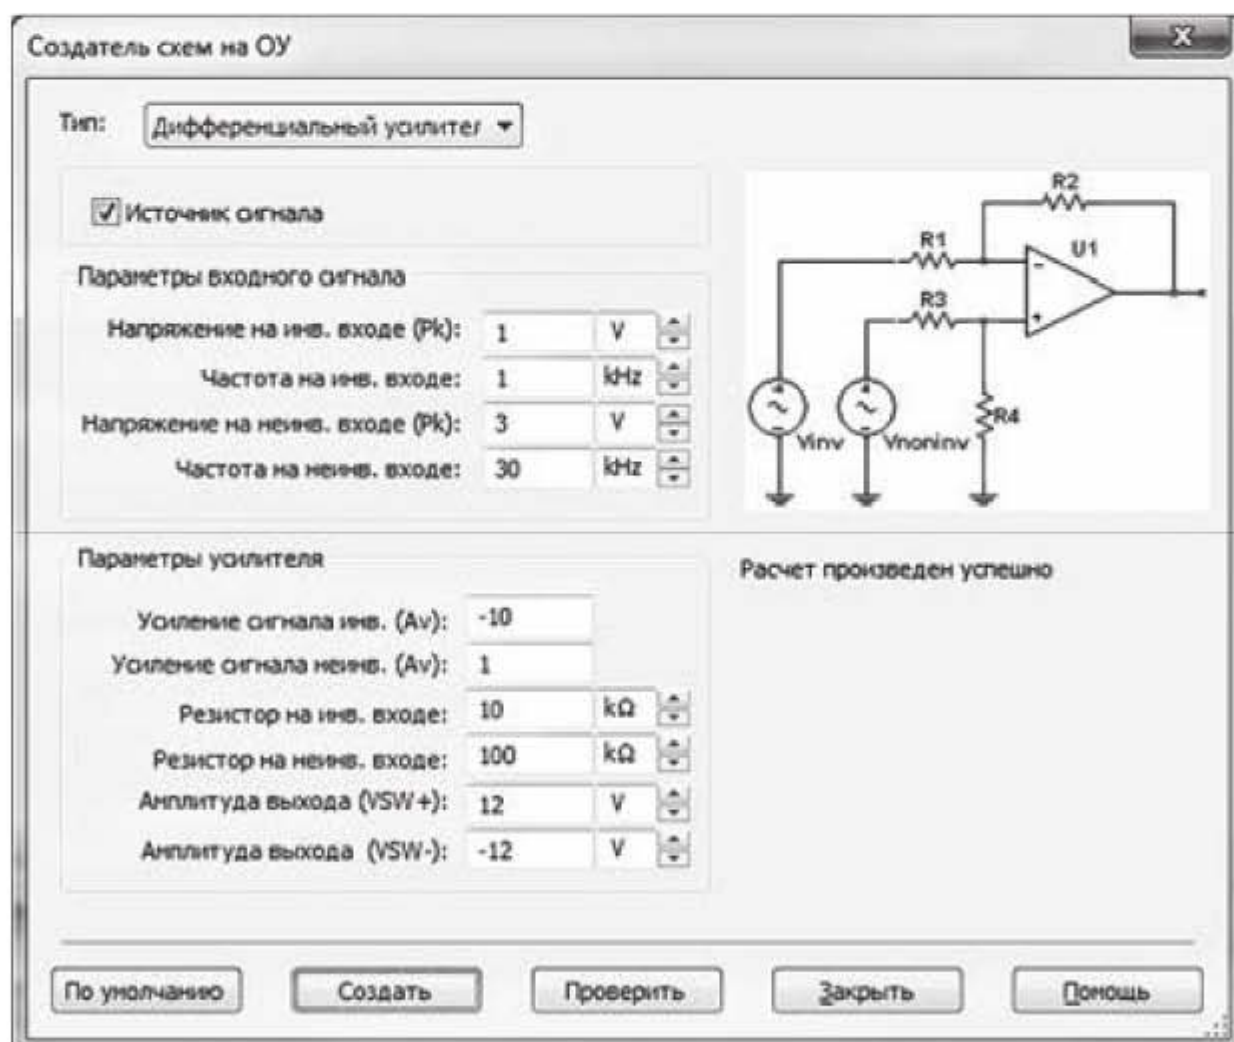 Создатель схем на ОУ
X
Тип: Дифференциальный усилител
Источник сигнала
Параметры входного сигнала
Напряжение на инв. входе (Pk): 1 V
Частота на инв. входе: 1 kHz
Напряжение на неинв. входе (Pk): 3 V
Частота на неинв. входе: 30 kHz
R2
R1
U1
R3
R4
Vinv
Vnoninv
Параметры усилителя
Усиление сигнала инв. (Av): -10
Усиление сигнала неинв. (Av): 1
Резистор на инв. входе: 10 kΩ
Резистор на неинв. входе: 100 kΩ
Амплитуда выхода (VSW+): 12 V
Амплитуда выхода (VSW-): -12 V
Расчет произведен успешно
По умолчанию
Создать
Проверить
Закрыть
Помощь